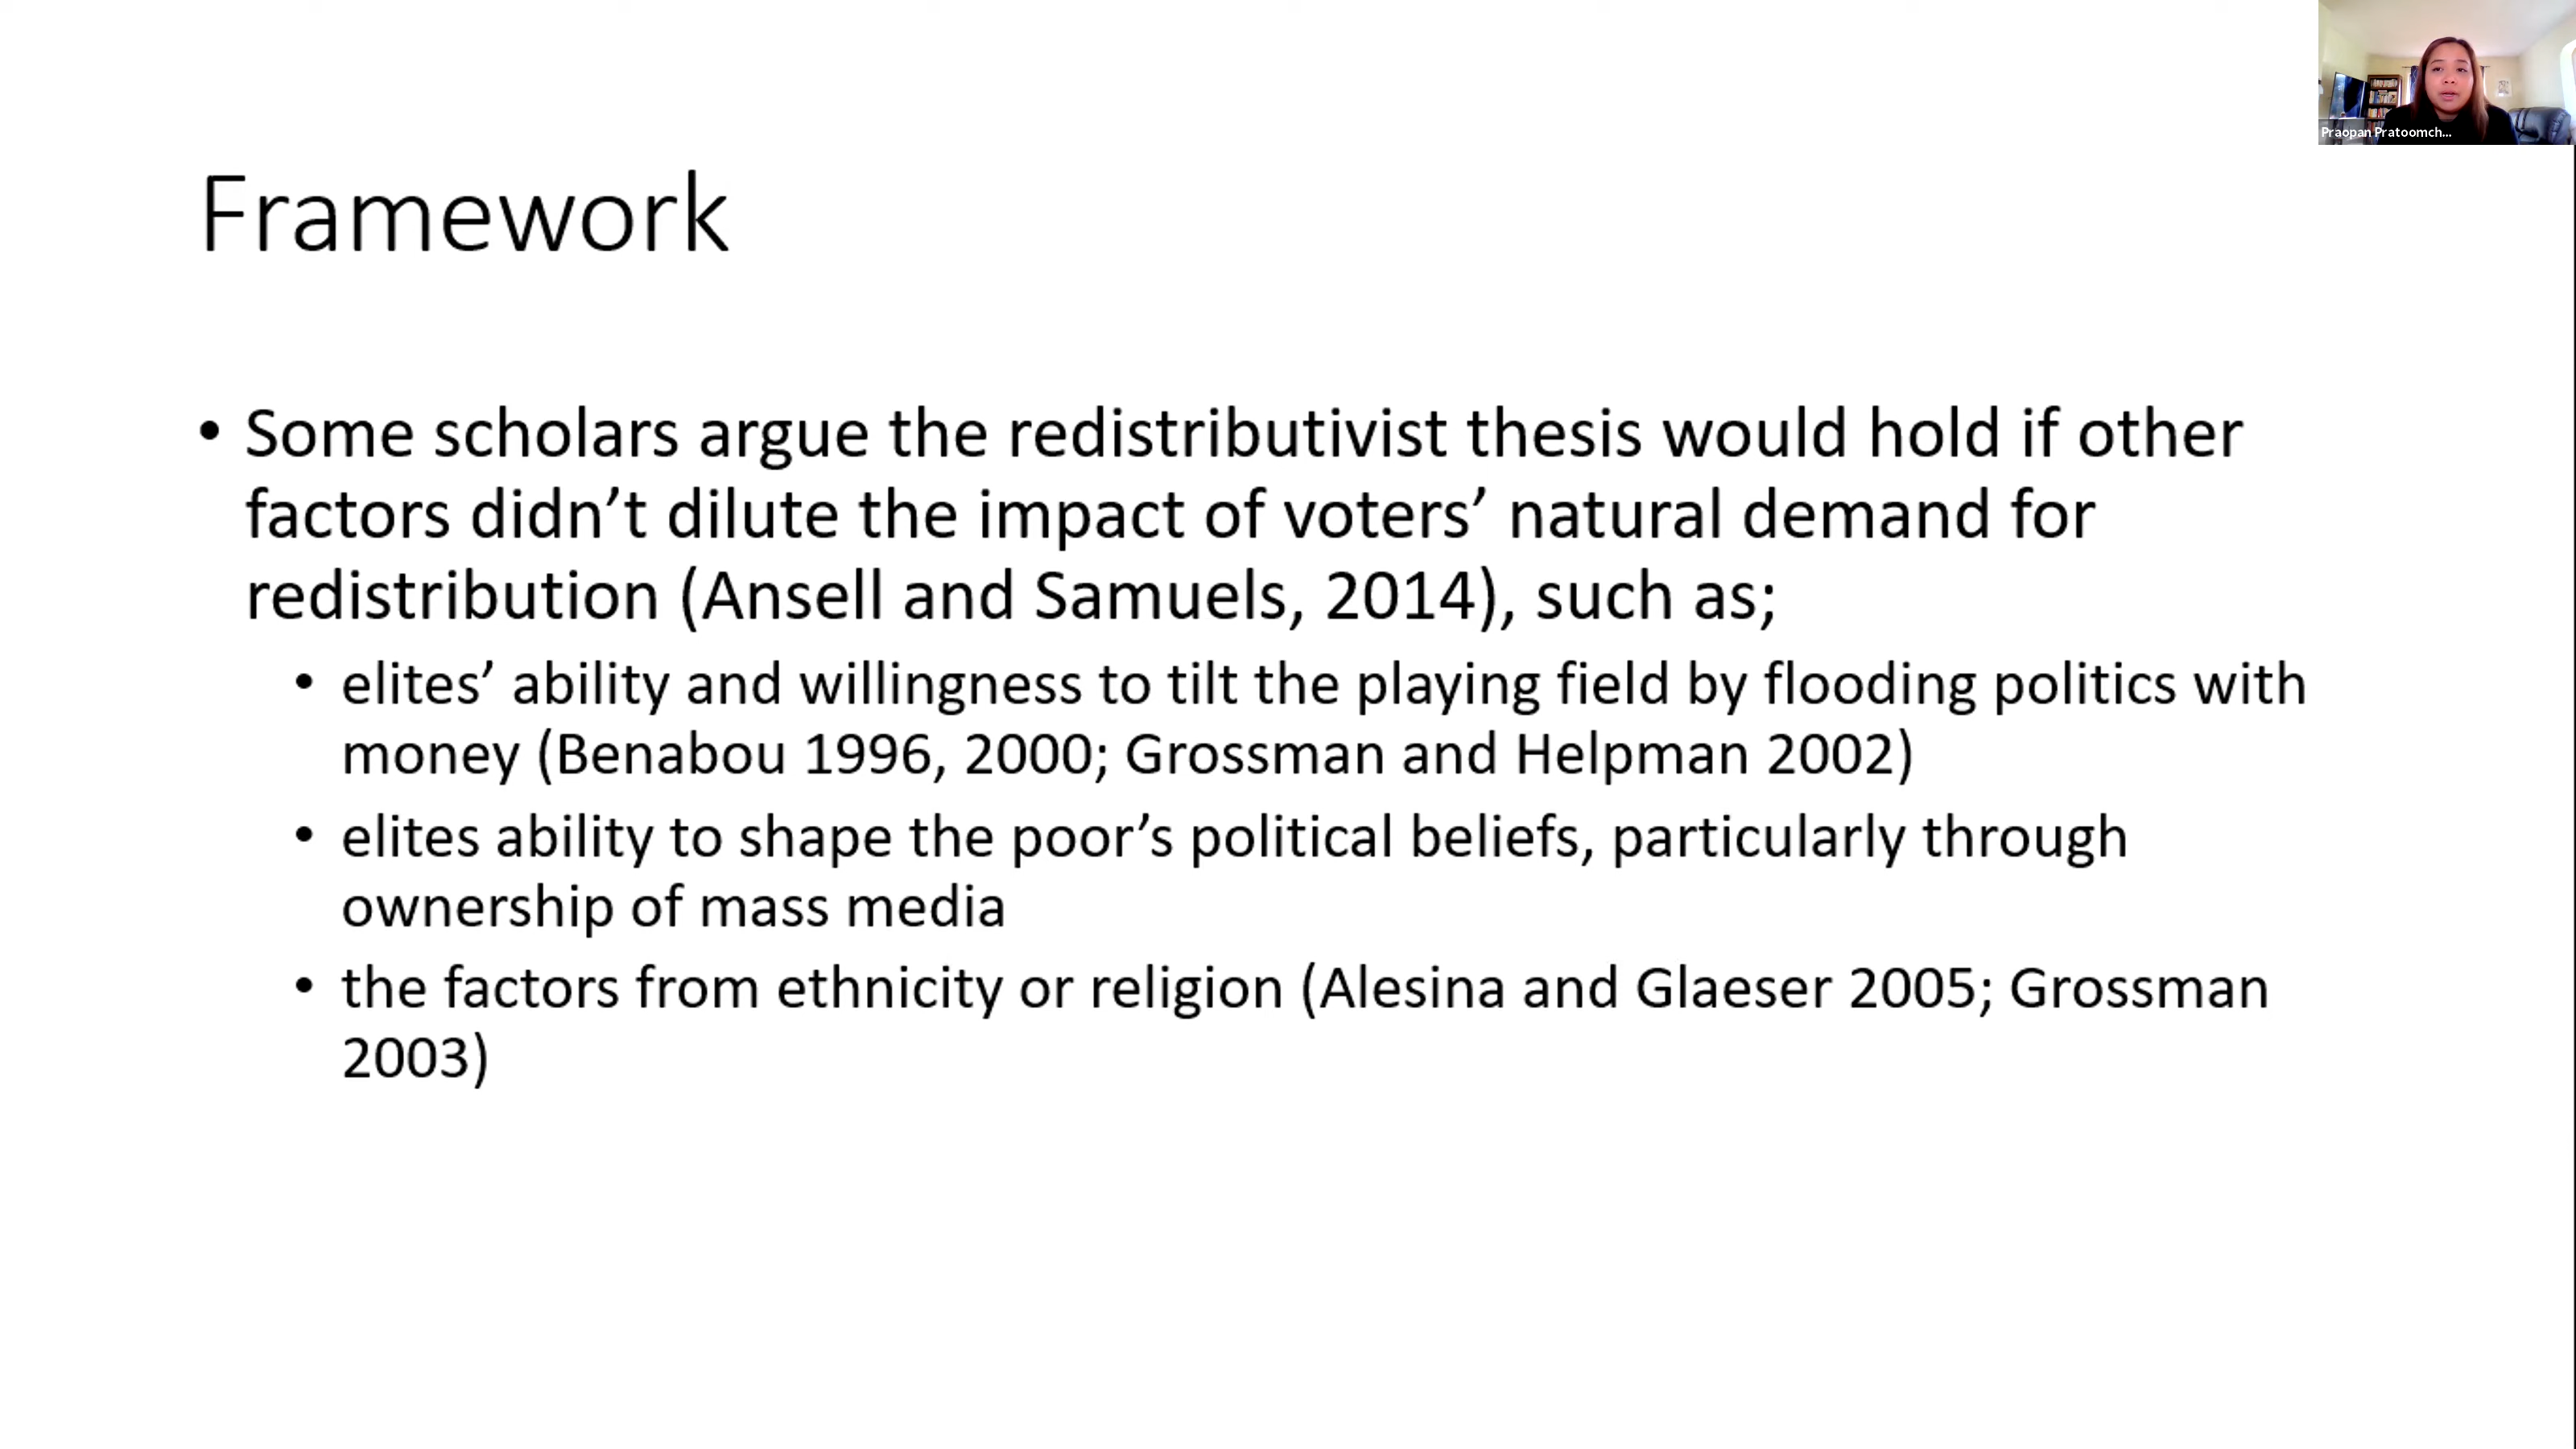 Praopan Pratoomch...
Framework
• Some scholars argue the redistributivist thesis would hold if other
factors didn’t dilute the impact of voters’ natural demand for
redistribution (Ansell and Samuels, 2014), such as;
• elites’ ability and willingness to tilt the playing field by flooding politics with
money (Benabou 1996, 2000; Grossman and Helpman 2002)
• elites ability to shape the poor’s political beliefs, particularly through
ownership of mass media
• the factors from ethnicity or religion (Alesina and Glaeser 2005; Grossman
2003)